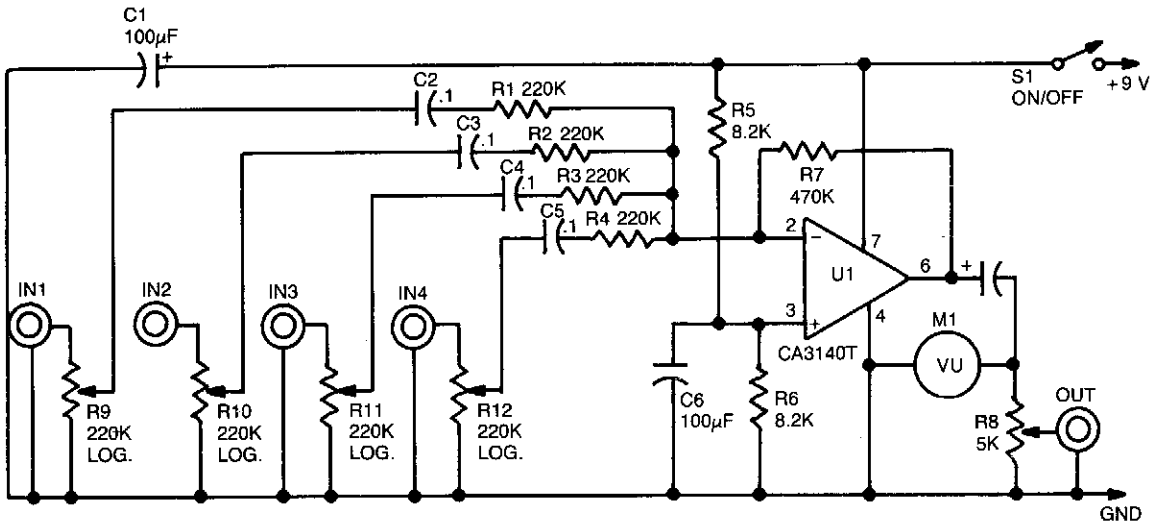 C1
100µF
+
S1
ON/OFF
+9 V
C2
.1
R1 220K
C3
.1
R2 220K
C4
.1
R3 220K
C5
.1
R4 220K
R5
8.2K
R7
470K
2
−
7
U1
6
+
3
+
4
CA3140T
M1
VU
IN1
IN2
IN3
IN4
R9
220K
LOG.
R10
220K
LOG.
R11
220K
LOG.
R12
220K
LOG.
C6
100µF
R6
8.2K
R8
5K
OUT
GND